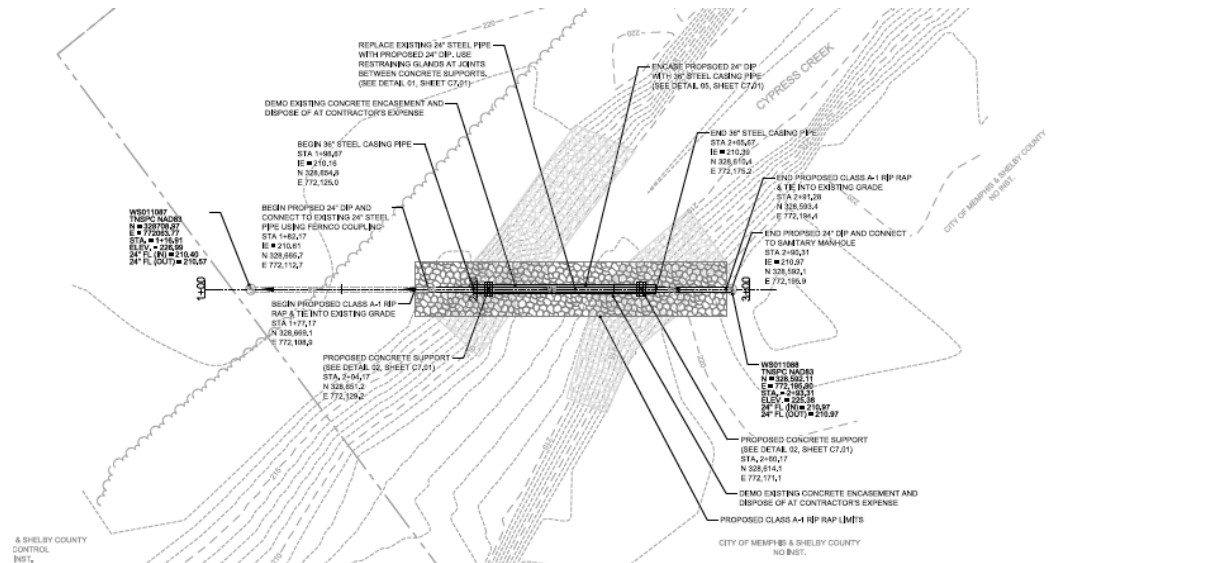 REPLACE EXISTING 24" STEEL PIPE
WITH PROPOSED 24" DIP. USE
RESTRAINING GLANDS AT JOINTS
BETWEEN CONCRETE SUPPORTS.
(SEE DETAIL 01, SHEET C7.01)
DEMO EXISTING CONCRETE ENCASEMENT AND
DISPOSE OF AT CONTRACTOR'S EXPENSE
BEGIN 36" STEEL CASING PIPE
STA 1+98.67
IE = 210.16
N 328,654.8
E 772,125.0
BEGIN PROPSED 24" DIP AND
CONNECT TO EXISTING 24" STEEL
PIPE USING FERNCO COUPLING
STA 1+82.17
IE = 210.61
N 328,666.7
E 772,112.7
WS011087
TNSPC NAD83
N = 328708.97
E = 772063.77
STA. = 1+16.91
ELEV. = 226.99
24" FL (IN) = 210.40
24" FL (OUT) = 210.57
1+00
BEGIN PROPOSED CLASS A-1 RIP
RAP & TIE INTO EXISTING GRADE
STA 1+77.17
N 328,669.1
E 772,108.9
PROPOSED CONCRETE SUPPORT
(SEE DETAIL 02, SHEET C7.01)
STA. 2+04.17
N 328,651.2
E 772,129.2
ENCASE PROPSOED 24" DIP
WITH 36" STEEL CASING PIPE
(SEE DETAIL 05, SHEET C7.01)
CYPRESS CREEK
END 36" STEEL CASING PIPE
STA 2+65.67
IE = 210.39
N 328,610.4
E 772,175.2
END PROPOSED CLASS A-1 RIP RAP
& TIE INTO EXISTING GRADE
STA 2+91.28
N 328,593.4
E 772,194.4
END PROPSED 24" DIP AND CONNECT
TO SANITARY MANHOLE
STA 2+93.31
IE = 210.97
N 328,592.1
E 772,195.9
3+00
WS011088
TNSPC NAD83
N = 328,592.11
E = 772,195.90
STA. = 2+93.31
ELEV. = 225.38
24" FL (IN) = 210.97
24" FL (OUT) = 210.97
PROPOSED CONCRETE SUPPORT
(SEE DETAIL 02, SHEET C7.01)
STA. 2+60.17
N 328,614.1
E 772,171.1
DEMO EXISTING CONCRETE ENCASEMENT AND
DISPOSE OF AT CONTRACTOR'S EXPENSE
PROPOSED CLASS A-1 RIP RAP LIMITS
CITY OF MEMPHIS & SHELBY COUNTY
NO INST.
CITY OF MEMPHIS & SHELBY COUNTY
NO INST.
& SHELBY COUNTY
CONTROL
INST.
220
220
220
220
215
210